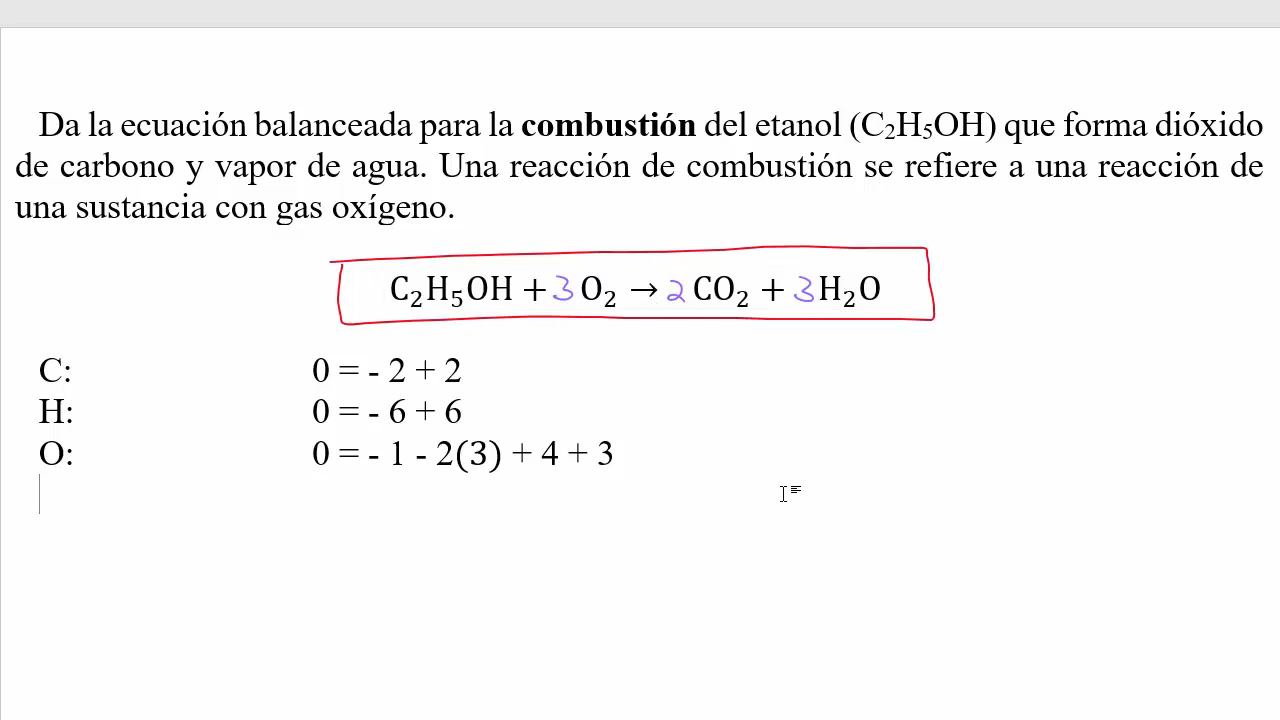 Da la ecuación balanceada para la combustión del etanol (C₂H₅OH) que forma dióxido
de carbono y vapor de agua. Una reacción de combustión se refiere a una reacción de
una sustancia con gas oxígeno.
C₂H₅OH + 3 O₂ → 2 CO₂ + 3 H₂O
C: 0 = - 2 + 2
H: 0 = - 6 + 6
O: 0 = - 1 - 2(3) + 4 + 3